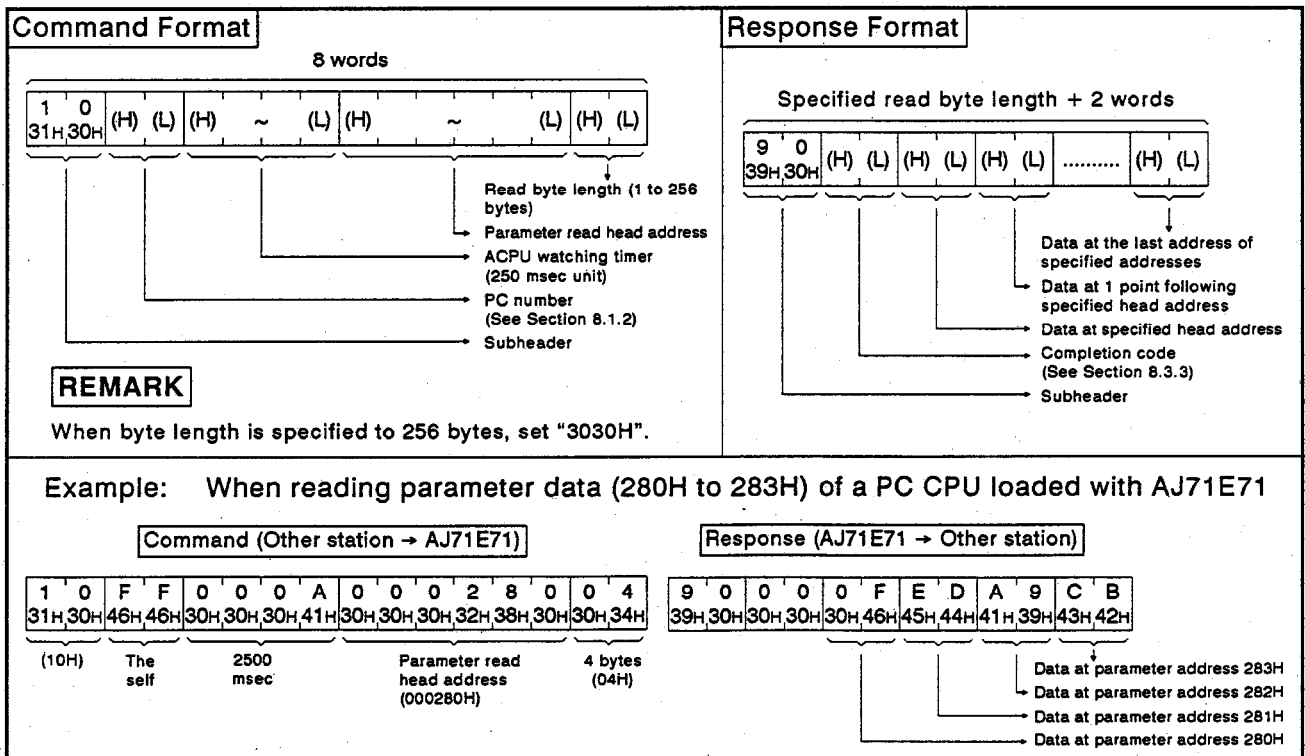 Command Format
8 words
1 0 (H) (L) (H) ~ (L) (H) ~ (L) (H) (L)
31H 30H
Read byte length (1 to 256
bytes)
Parameter read head address
ACPU watching timer
(250 msec unit)
PC number
(See Section 8.1.2)
Subheader
REMARK
When byte length is specified to 256 bytes, set "3030H".
Response Format
Specified read byte length + 2 words
9 0 (H) (L) (H) (L) (H) (L) .......... (H) (L)
39H 30H
Data at the last address of
specified addresses
Data at 1 point following
specified head address
Data at specified head address
Completion code
(See Section 8.3.3)
Subheader
Example: When reading parameter data (280H to 283H) of a PC CPU loaded with AJ71E71
Command (Other station → AJ71E71)
1 0 F F 0 0 0 A 0 0 0 2 8 0 0 4
31H 30H 46H 46H 30H 30H 30H 41H 30H 30H 30H 32H 38H 30H 30H 34H
(10H) The 2500 Parameter read 4 bytes
self msec head address (04H)
(000280H)
Response (AJ71E71 → Other station)
9 0 0 0 0 F E D A 9 C B
39H 30H 30H 30H 30H 46H 45H 44H 41H 39H 43H 42H
Data at parameter address 283H
Data at parameter address 282H
Data at parameter address 281H
Data at parameter address 280H